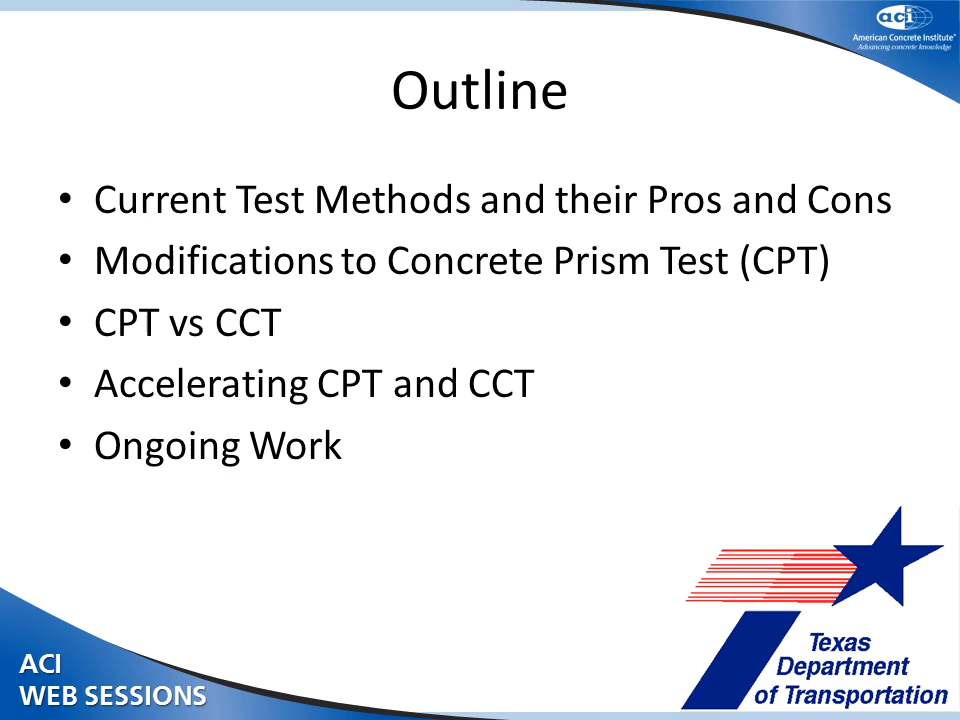 aci
American Concrete Institute®
Advancing concrete knowledge
Outline
• Current Test Methods and their Pros and Cons
• Modifications to Concrete Prism Test (CPT)
• CPT vs CCT
• Accelerating CPT and CCT
• Ongoing Work
Texas
Department
of Transportation
ACI
WEB SESSIONS